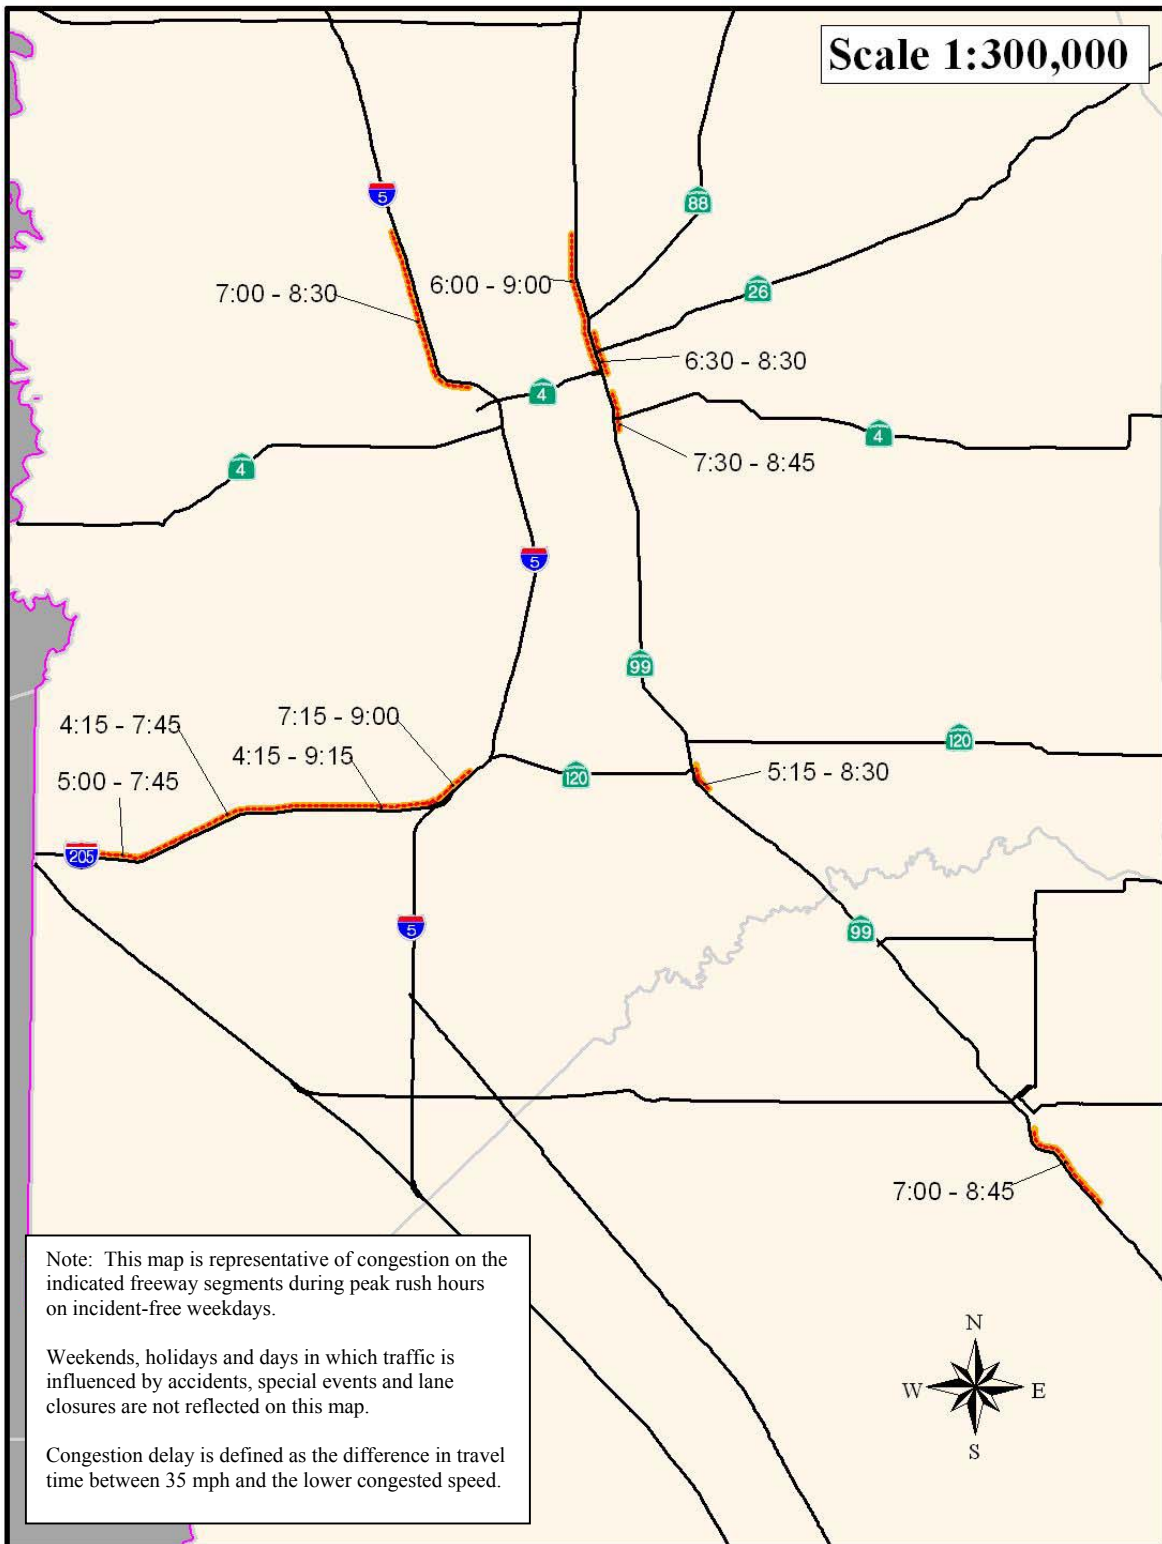 Scale 1:300,000
5
88
26
6:00 - 9:00
7:00 - 8:30
6:30 - 8:30
4
4
7:30 - 8:45
4
5
99
4:15 - 7:45
7:15 - 9:00
120
4:15 - 9:15
120
5:15 - 8:30
5:00 - 7:45
205
5
99
7:00 - 8:45
Note: This map is representative of congestion on the
indicated freeway segments during peak rush hours
on incident-free weekdays.
Weekends, holidays and days in which traffic is
influenced by accidents, special events and lane
closures are not reflected on this map.
Congestion delay is defined as the difference in travel
time between 35 mph and the lower congested speed.
N
W
E
S